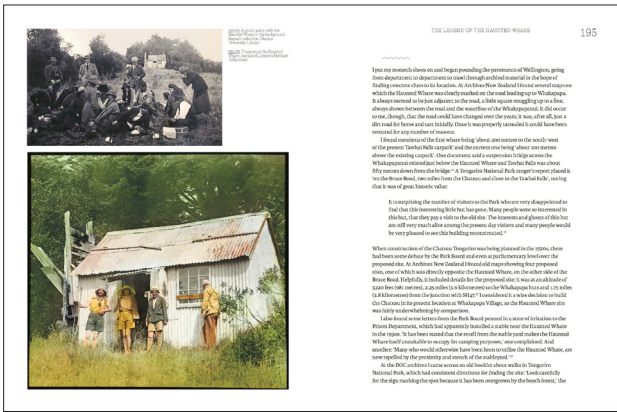 THE LEGEND OF THE HAUNTED WHARE
195
ABOVE: A picnic party with the
Haunted Whare in the background.
University Library
BELOW: Trampers at the Haunted
Whare. Auckland Libraries Heritage
Collections
I put my research shoes on and began pounding the pavements of Wellington, going
from department to department to trawl through archival material in the hope of
finding concrete clues to its location. At Archives New Zealand I found several maps on
which the Haunted Whare was clearly marked on the road leading up to Whakapapa.
It always seemed to be just adjacent to the road, a little square snuggling up to a line,
always shown between the road and the waterline of the Whakapapanui. It did occur
to me, though, that the road could have changed over the years; it was, after all, just a
dirt road for horse and cart initially. Once it was properly tarsealed it could have been
rerouted for any number of reasons.
I found mentions of the first whare being 'about 400 metres to the south-west
of the present Tawhai Falls carpark' and the current one being 'about 100 metres
above the existing carpark'. One document said a suspension bridge across the
Whakapapanui existed just below the Haunted Whare and Tawhai Falls was about
fifty metres down from the bridge. A Tongariro National Park ranger's report placed it
'on the Bruce Road, two miles from the Chateau and close to the Tawhai Falls', noting
that it was of great historic value:
It is surprising the number of visitors to the Park who are very disappointed to
find that this interesting little hut has gone. Many people were so interested in
this hut, that they pay a visit to the old site. The interests and ghosts of this hut
are still very much alive among the present day visitors and many people would
be very pleased to see this building reconstructed.
When construction of the Chateau Tongariro was being planned in the 1920s, there
had been some debate by the Park Board and even at parliamentary level over the
proposed site. At Archives New Zealand I found old maps showing four proposed
sites, one of which was directly opposite the Haunted Whare, on the other side of the
Bruce Road. Helpfully, it included details for the proposed site: it was at an altitude of
3220 feet (981 metres), 2.25 miles (3.6 kilometres) to the Whakapapa huts and 1.75 miles
(2.8 kilometres) from the junction with SH47. I considered it a wise decision to build
the Chateau in its present location at Whakapapa Village, as the Haunted Whare site
was fairly underwhelming by comparison.
I also found some letters from the Park Board penned in a state of irritation to the
Prison Department, which had apparently installed a stable near the Haunted Whare
in the 1920s. 'It has been stated that the smell from the stable yard makes the Haunted
Whare itself unsuitable to occupy for camping purposes,' one complained. And
another: 'Many who would otherwise have been keen to utilise the Haunted Whare, are
now repelled by the proximity and stench of the stableyard.'
At the DOC archives I came across an old booklet about walks in Tongariro
National Park, which had consistent directions for finding the site: 'Look carefully
for the sign marking the spot because it has been overgrown by the beech forest,' the